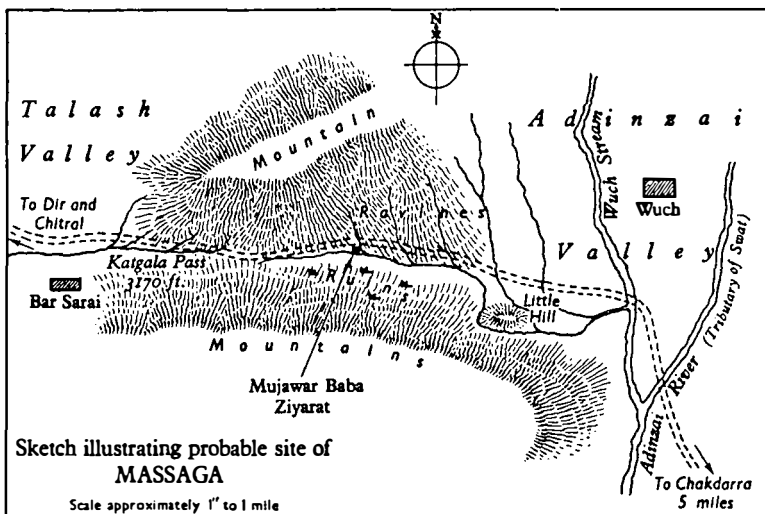 N
Talash
Valley
Mountain
Adinzai
Valley
Wuch Stream
Wuch
To Dir and
Chitral
Ravines
Katgala Pass
3170 ft.
Bar Sarai
Ruins
Little
Hill
Mountains
Mujawar Baba
Ziyarat
Adinzai River
(Tributary of Swat)
Sketch illustrating probable site of
MASSAGA
Scale approximately 1" to 1 mile
To Chakdarra
5 miles